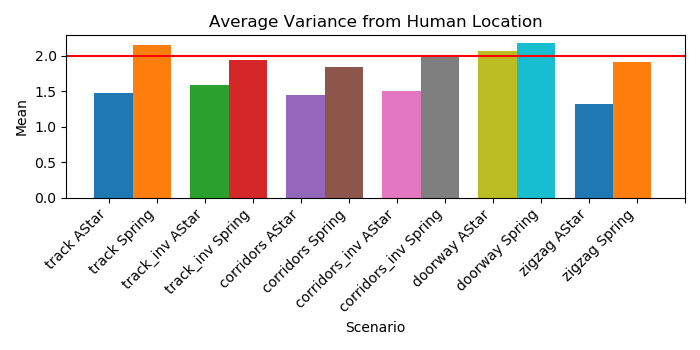 Average Variance from Human Location
Mean
2.0
1.5
1.0
0.5
0.0
track AStar
track Spring
track_inv AStar
track_inv Spring
corridors AStar
corridors Spring
corridors_inv AStar
corridors_inv Spring
doorway AStar
doorway Spring
zigzag AStar
zigzag Spring
Scenario